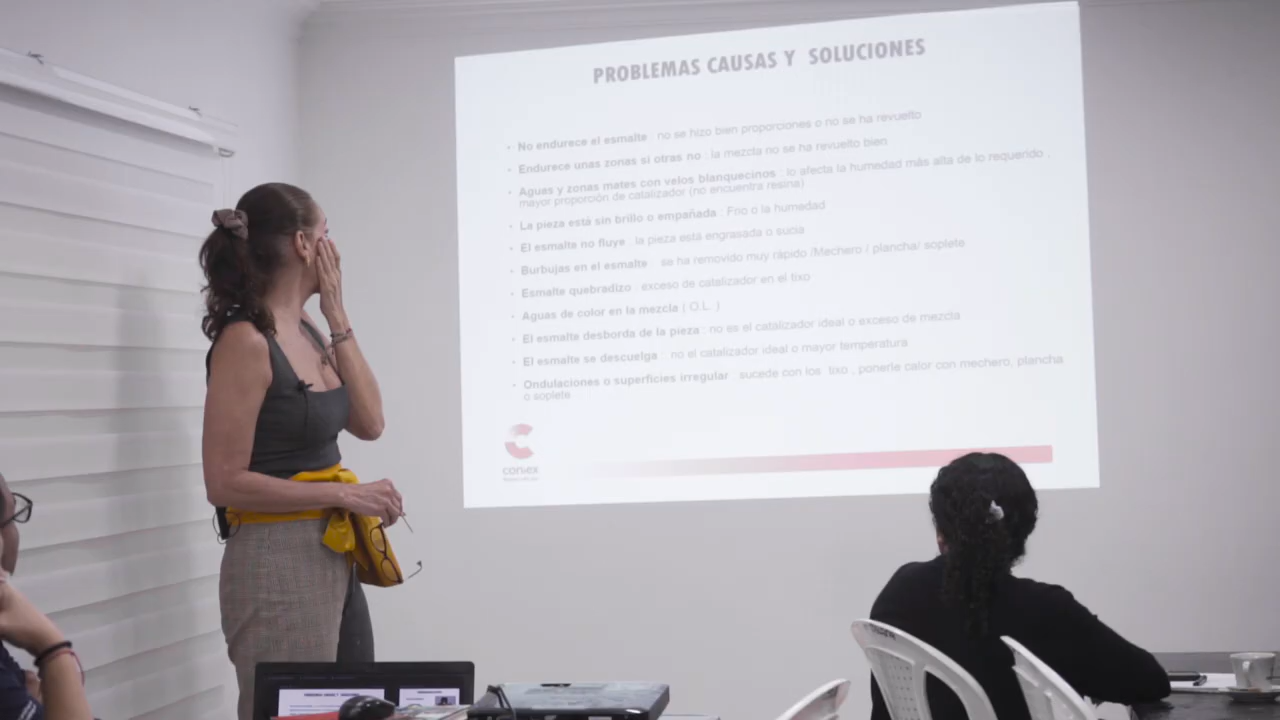 PROBLEMAS CAUSAS Y SOLUCIONES
• No endurece el esmalte : no se hizo bien proporciones o no se ha revuelto
• Endurece unas zonas si otras no : la mezcla no se ha revuelto bien
• Aguas y zonas mates con velos blanquecinos : lo afecta la humedad más alta de lo requerido ,
mayor proporción de catalizador (no encuentra resina)
• La pieza está sin brillo o empañada : Frio o la humedad
• El esmalte no fluye : la pieza está engrasada o sucia
• Burbujas en el esmalte : se ha removido muy rápido /Mechero / plancha/ soplete
• Esmalte quebradizo : exceso de catalizador en el tixo
• Aguas de color en la mezcla ( O.L. )
• El esmalte desborda de la pieza : no es el catalizador ideal o exceso de mezcla
• El esmalte se descuelga : no el catalizador ideal o mayor temperatura
• Ondulaciones o superficies irregular : sucede con los tixo , ponerle calor con mechero, plancha
o soplete